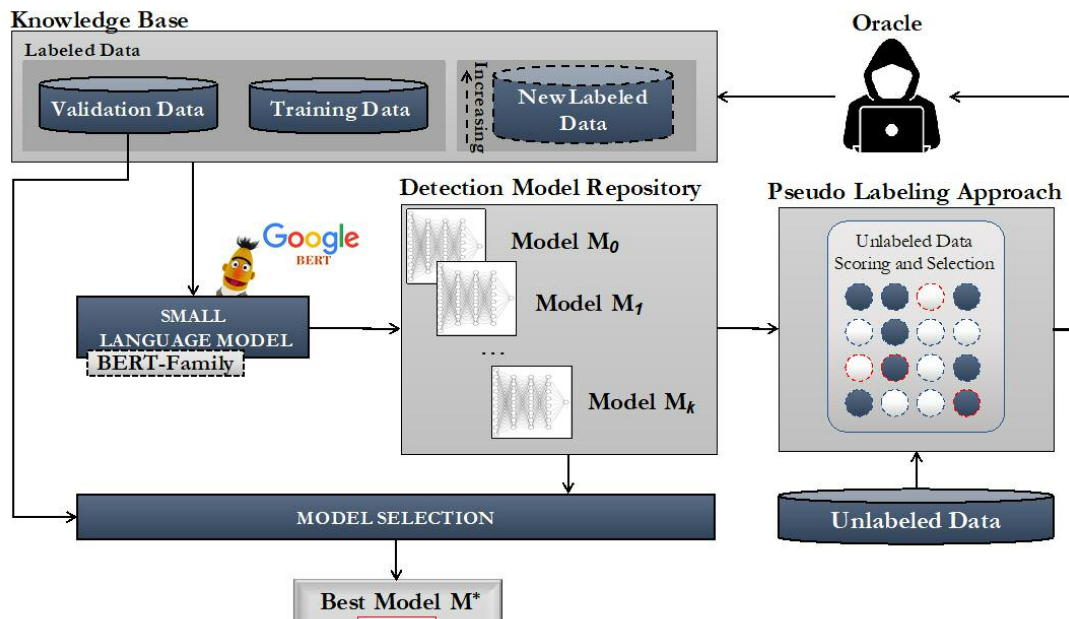 Knowledge Base
Oracle
Labeled Data
Validation Data
Training Data
Increasing
New Labeled
Data
Detection Model Repository
Pseudo Labeling Approach
Google
BERT
Model M0
Model M1
...
Model Mk
Unlabeled Data
Scoring and Selection
SMALL
LANGUAGE MODEL
BERT-Family
MODEL SELECTION
Unlabeled Data
Best Model M*